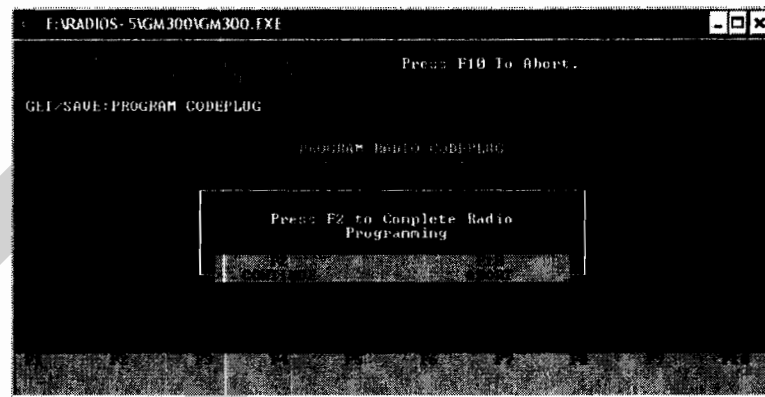 F:\RADIOS-5\GM300\GM300.EXE
Press F10 To Abort.
GET/SAVE:PROGRAM CODEPLUG
PROGRAM RADIO CODEPLUG
Press F2 to Complete Radio
Programming